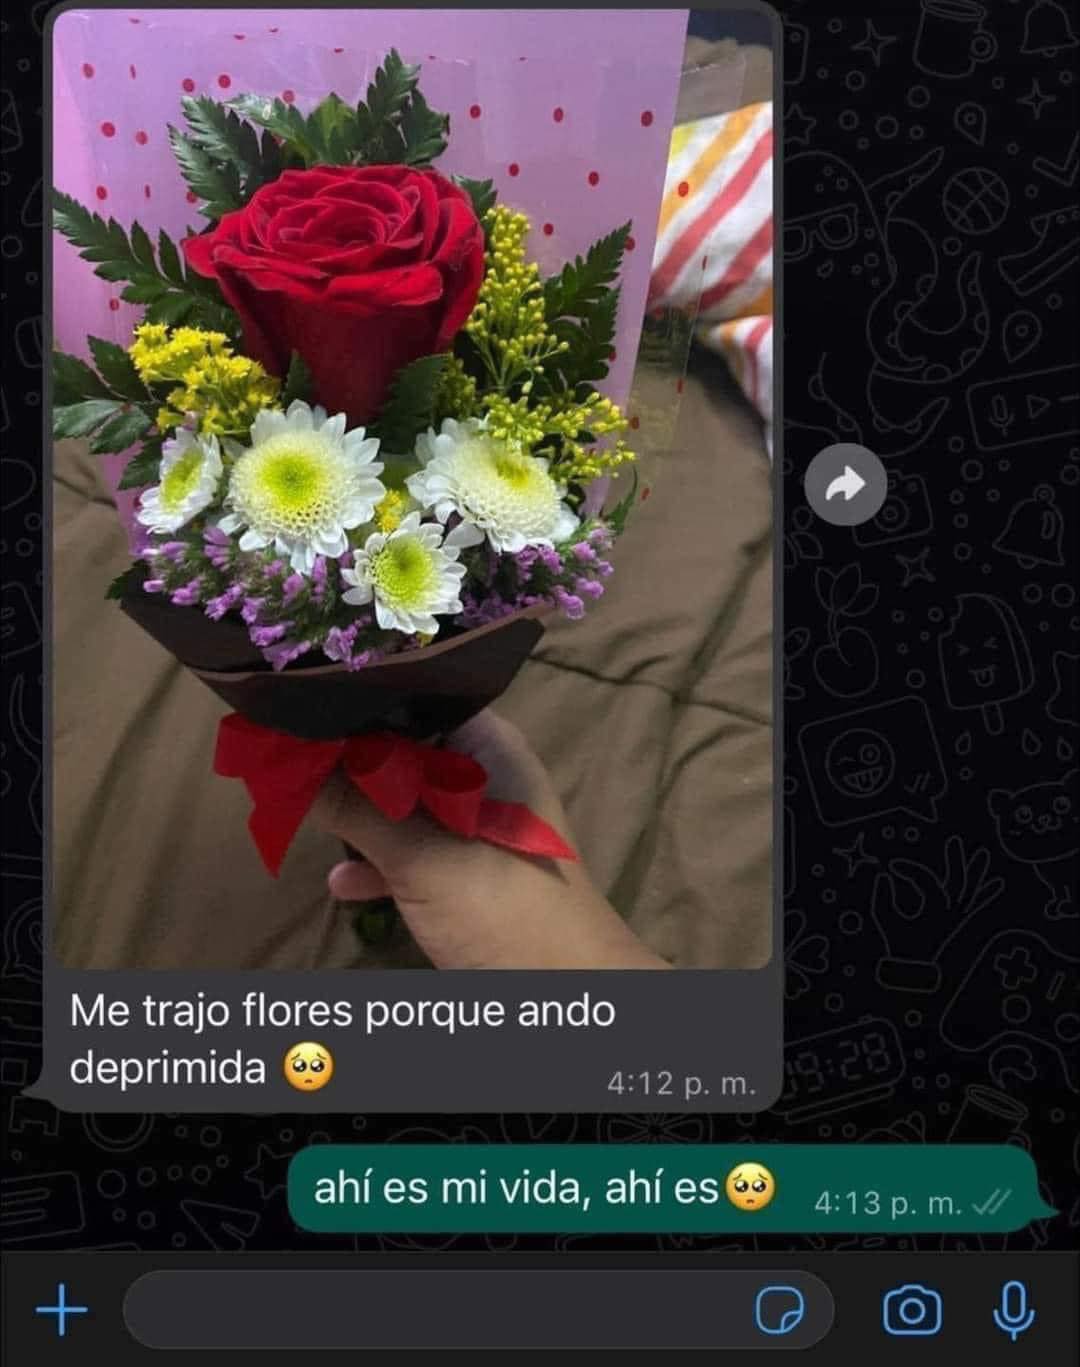 Me trajo flores porque ando
deprimida 🥺
4:12 p. m.
ahí es mi vida, ahí es🥺
4:13 p. m.